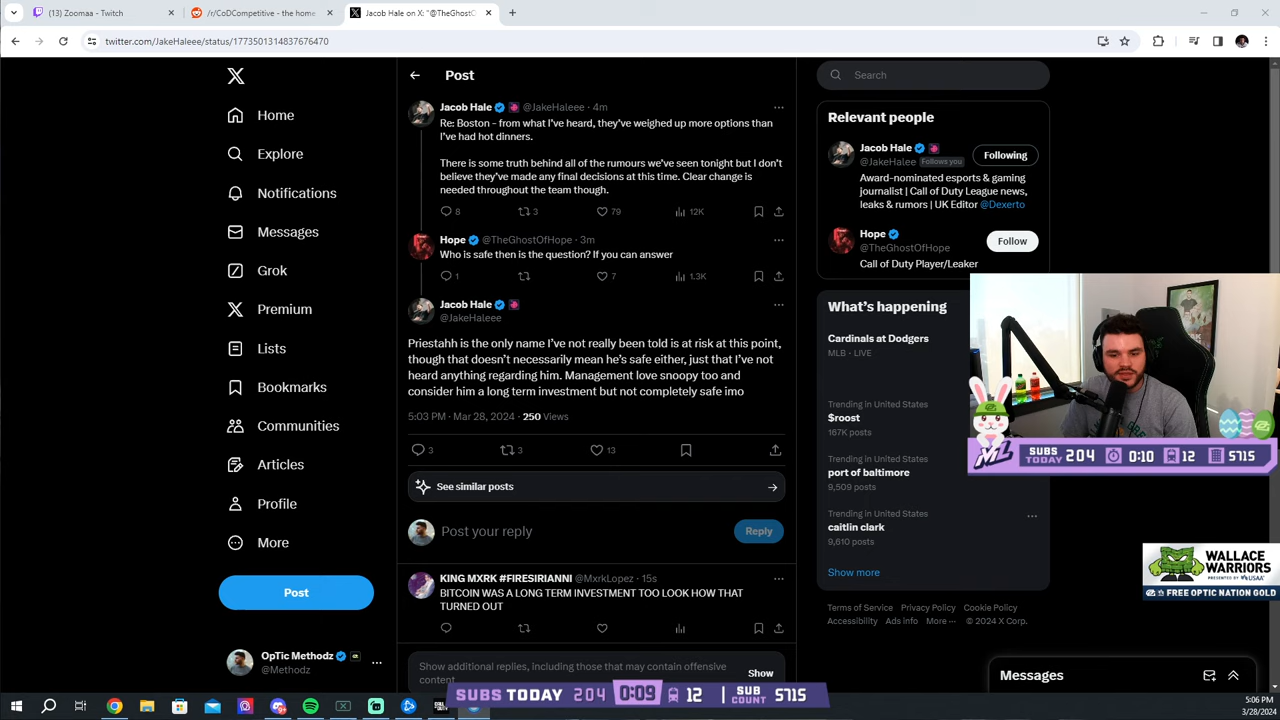 (13) Zoomaa - Twitch
/r/CoDCompetitive - the home
Jacob Hale on X: "@TheGhostO
twitter.com/JakeHaleee/status/1773501314837676470
Home
Explore
Notifications
Messages
Grok
Premium
Lists
Bookmarks
Communities
Articles
Profile
More
Post
OpTic Methodz
@Methodz
Post
Jacob Hale @JakeHaleee · 4m
Re: Boston - from what I've heard, they've weighed up more options than
I've had hot dinners.
There is some truth behind all of the rumours we've seen tonight but I don't
believe they've made any final decisions at this time. Clear change is
needed throughout the team though.
8 3 79 12K
Hope @TheGhostOfHope · 3m
Who is safe then is the question? If you can answer
1 7 1.3K
Jacob Hale
@JakeHaleee
Priestahh is the only name I've not really been told is at risk at this point,
though that doesn't necessarily mean he's safe either, just that I've not
heard anything regarding him. Management love snoopy too and
consider him a long term investment but not completely safe imo
5:03 PM · Mar 28, 2024 · 250 Views
3 3 13
See similar posts
Post your reply
Reply
KING MXRK #FIRESIRIANNI @MxrkLopez · 15s
BITCOIN WAS A LONG TERM INVESTMENT TOO LOOK HOW THAT
TURNED OUT
Show additional replies, including those that may contain offensive
content
Show
Search
Relevant people
Jacob Hale
@JakeHalee Follows you
Following
Award-nominated esports & gaming
journalist | Call of Duty League news,
leaks & rumors | UK Editor @Dexerto
Hope
@TheGhostOfHope
Follow
Call of Duty Player/Leaker
What's happening
Cardinals at Dodgers
MLB · LIVE
Trending in United States
$roost
167K posts
Trending in United States
port of baltimore
9,509 posts
Trending in United States
caitlin clark
9,610 posts
Show more
Terms of Service Privacy Policy Cookie Policy
Accessibility Ads info More ··· © 2024 X Corp.
ML SUBS TODAY 204 0:10 12 5715
WALLACE
WARRIORS
PRESENTED BY USAA
FREE OPTIC NATION GOLD
Messages
SUBS TODAY 204 0:09 12 | SUB COUNT 5715
5:06 PM
3/28/2024